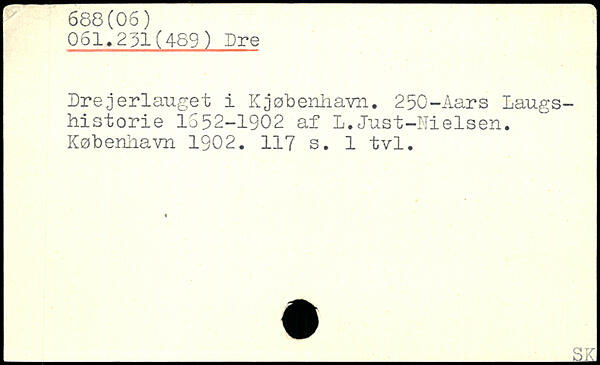 688(06)
061.231(489) Dre
Drejerlauget i Kjøbenhavn. 250-Aars Laugs-
historie 1652-1902 af L.Just-Nielsen.
København 1902. 117 s. 1 tvl.
SK